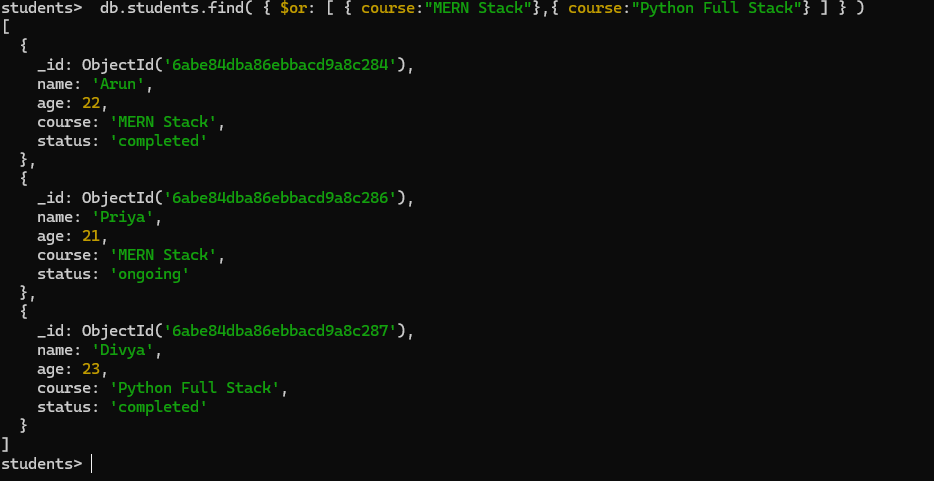 students>  db.students.find( { $or: [ { course:"MERN Stack"},{ course:"Python Full Stack"} ] } )
[
  {
    _id: ObjectId('6abe84dba86ebbacd9a8c284'),
    name: 'Arun',
    age: 22,
    course: 'MERN Stack',
    status: 'completed'
  },
  {
    _id: ObjectId('6abe84dba86ebbacd9a8c286'),
    name: 'Priya',
    age: 21,
    course: 'MERN Stack',
    status: 'ongoing'
  },
  {
    _id: ObjectId('6abe84dba86ebbacd9a8c287'),
    name: 'Divya',
    age: 23,
    course: 'Python Full Stack',
    status: 'completed'
  }
]
students>